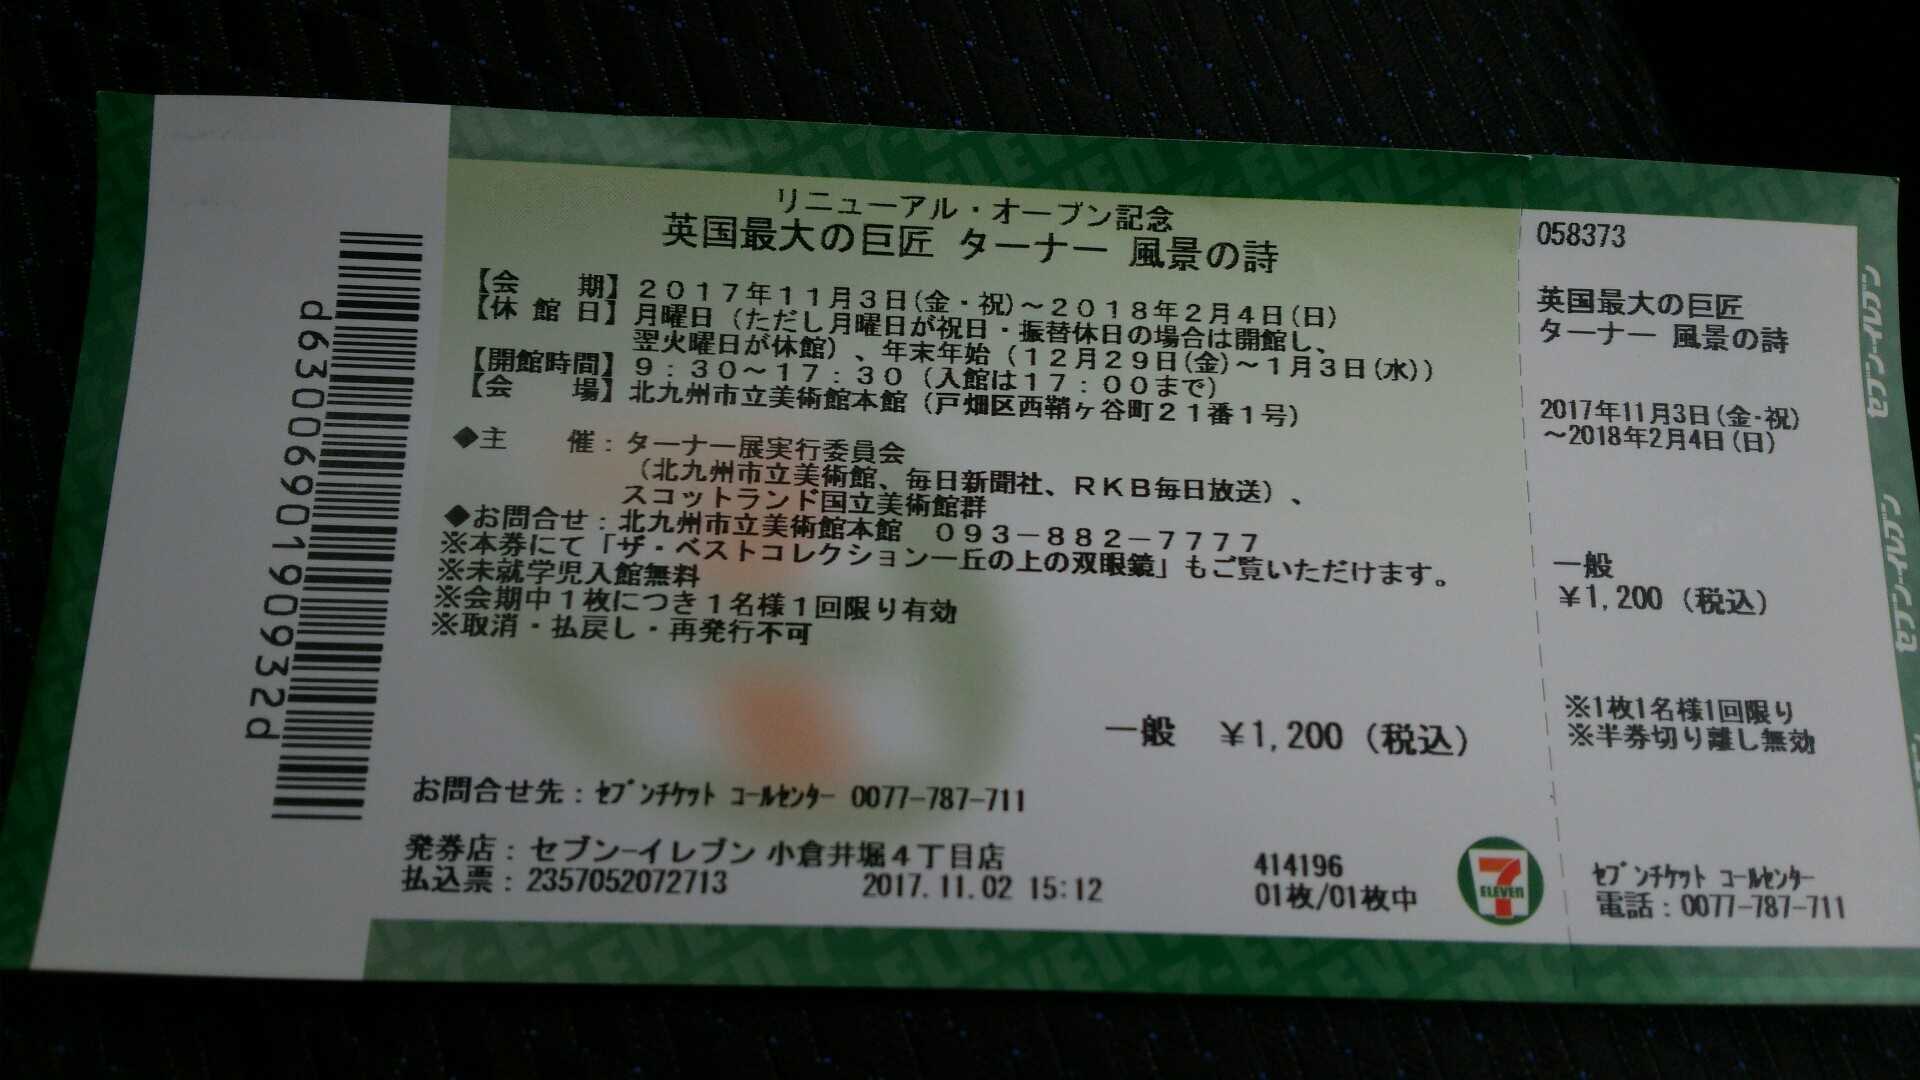 リニューアル・オープン記念
英国最大の巨匠 ターナー 風景の詩
【会　　期】2017年11月3日(金・祝)～2018年2月4日(日)
【休 館 日】月曜日（ただし月曜日が祝日・振替休日の場合は開館し、
翌火曜日が休館）、年末年始（12月29日(金)～1月3日(水)）
【開館時間】9：30～17：30（入館は17：00まで）
【会　　場】北九州市立美術館本館（戸畑区西鞘ヶ谷町21番1号）
◆主　　催：ターナー展実行委員会
（北九州市立美術館、毎日新聞社、RKB毎日放送）、
スコットランド国立美術館群
◆お問合せ：北九州市立美術館本館　093－882－7777
※本券にて「ザ・ベストコレクション―丘の上の双眼鏡」もご覧いただけます。
※未就学児入館無料
※会期中1枚につき1名様1回限り有効
※取消・払戻し・再発行不可
一般　¥1,200（税込）
お問合せ先：ｾﾌﾞﾝﾁｹｯﾄ ｺｰﾙｾﾝﾀｰ 0077-787-711
発券店：セブン-イレブン 小倉井堀4丁目店
払込票：2357052072713　2017.11.02 15:12
414196
01枚/01枚中
7 ELEVEN
d63006901909932d
058373
英国最大の巨匠
ターナー 風景の詩
2017年11月3日(金・祝)
～2018年2月4日(日)
一般
¥1,200（税込）
※1枚1名様1回限り
※半券切り離し無効
ｾﾌﾞﾝﾁｹｯﾄ ｺｰﾙｾﾝﾀｰ
電話：0077-787-711
セブン-イレブン
セブン-イレブン